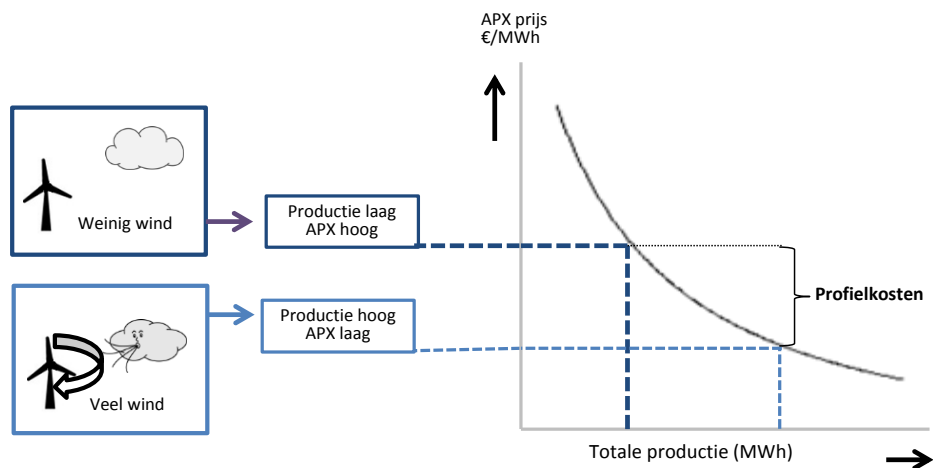 APX prijs
€/MWh
Weinig wind
Productie laag
APX hoog
Profielkosten
Productie hoog
APX laag
Veel wind
Totale productie (MWh)